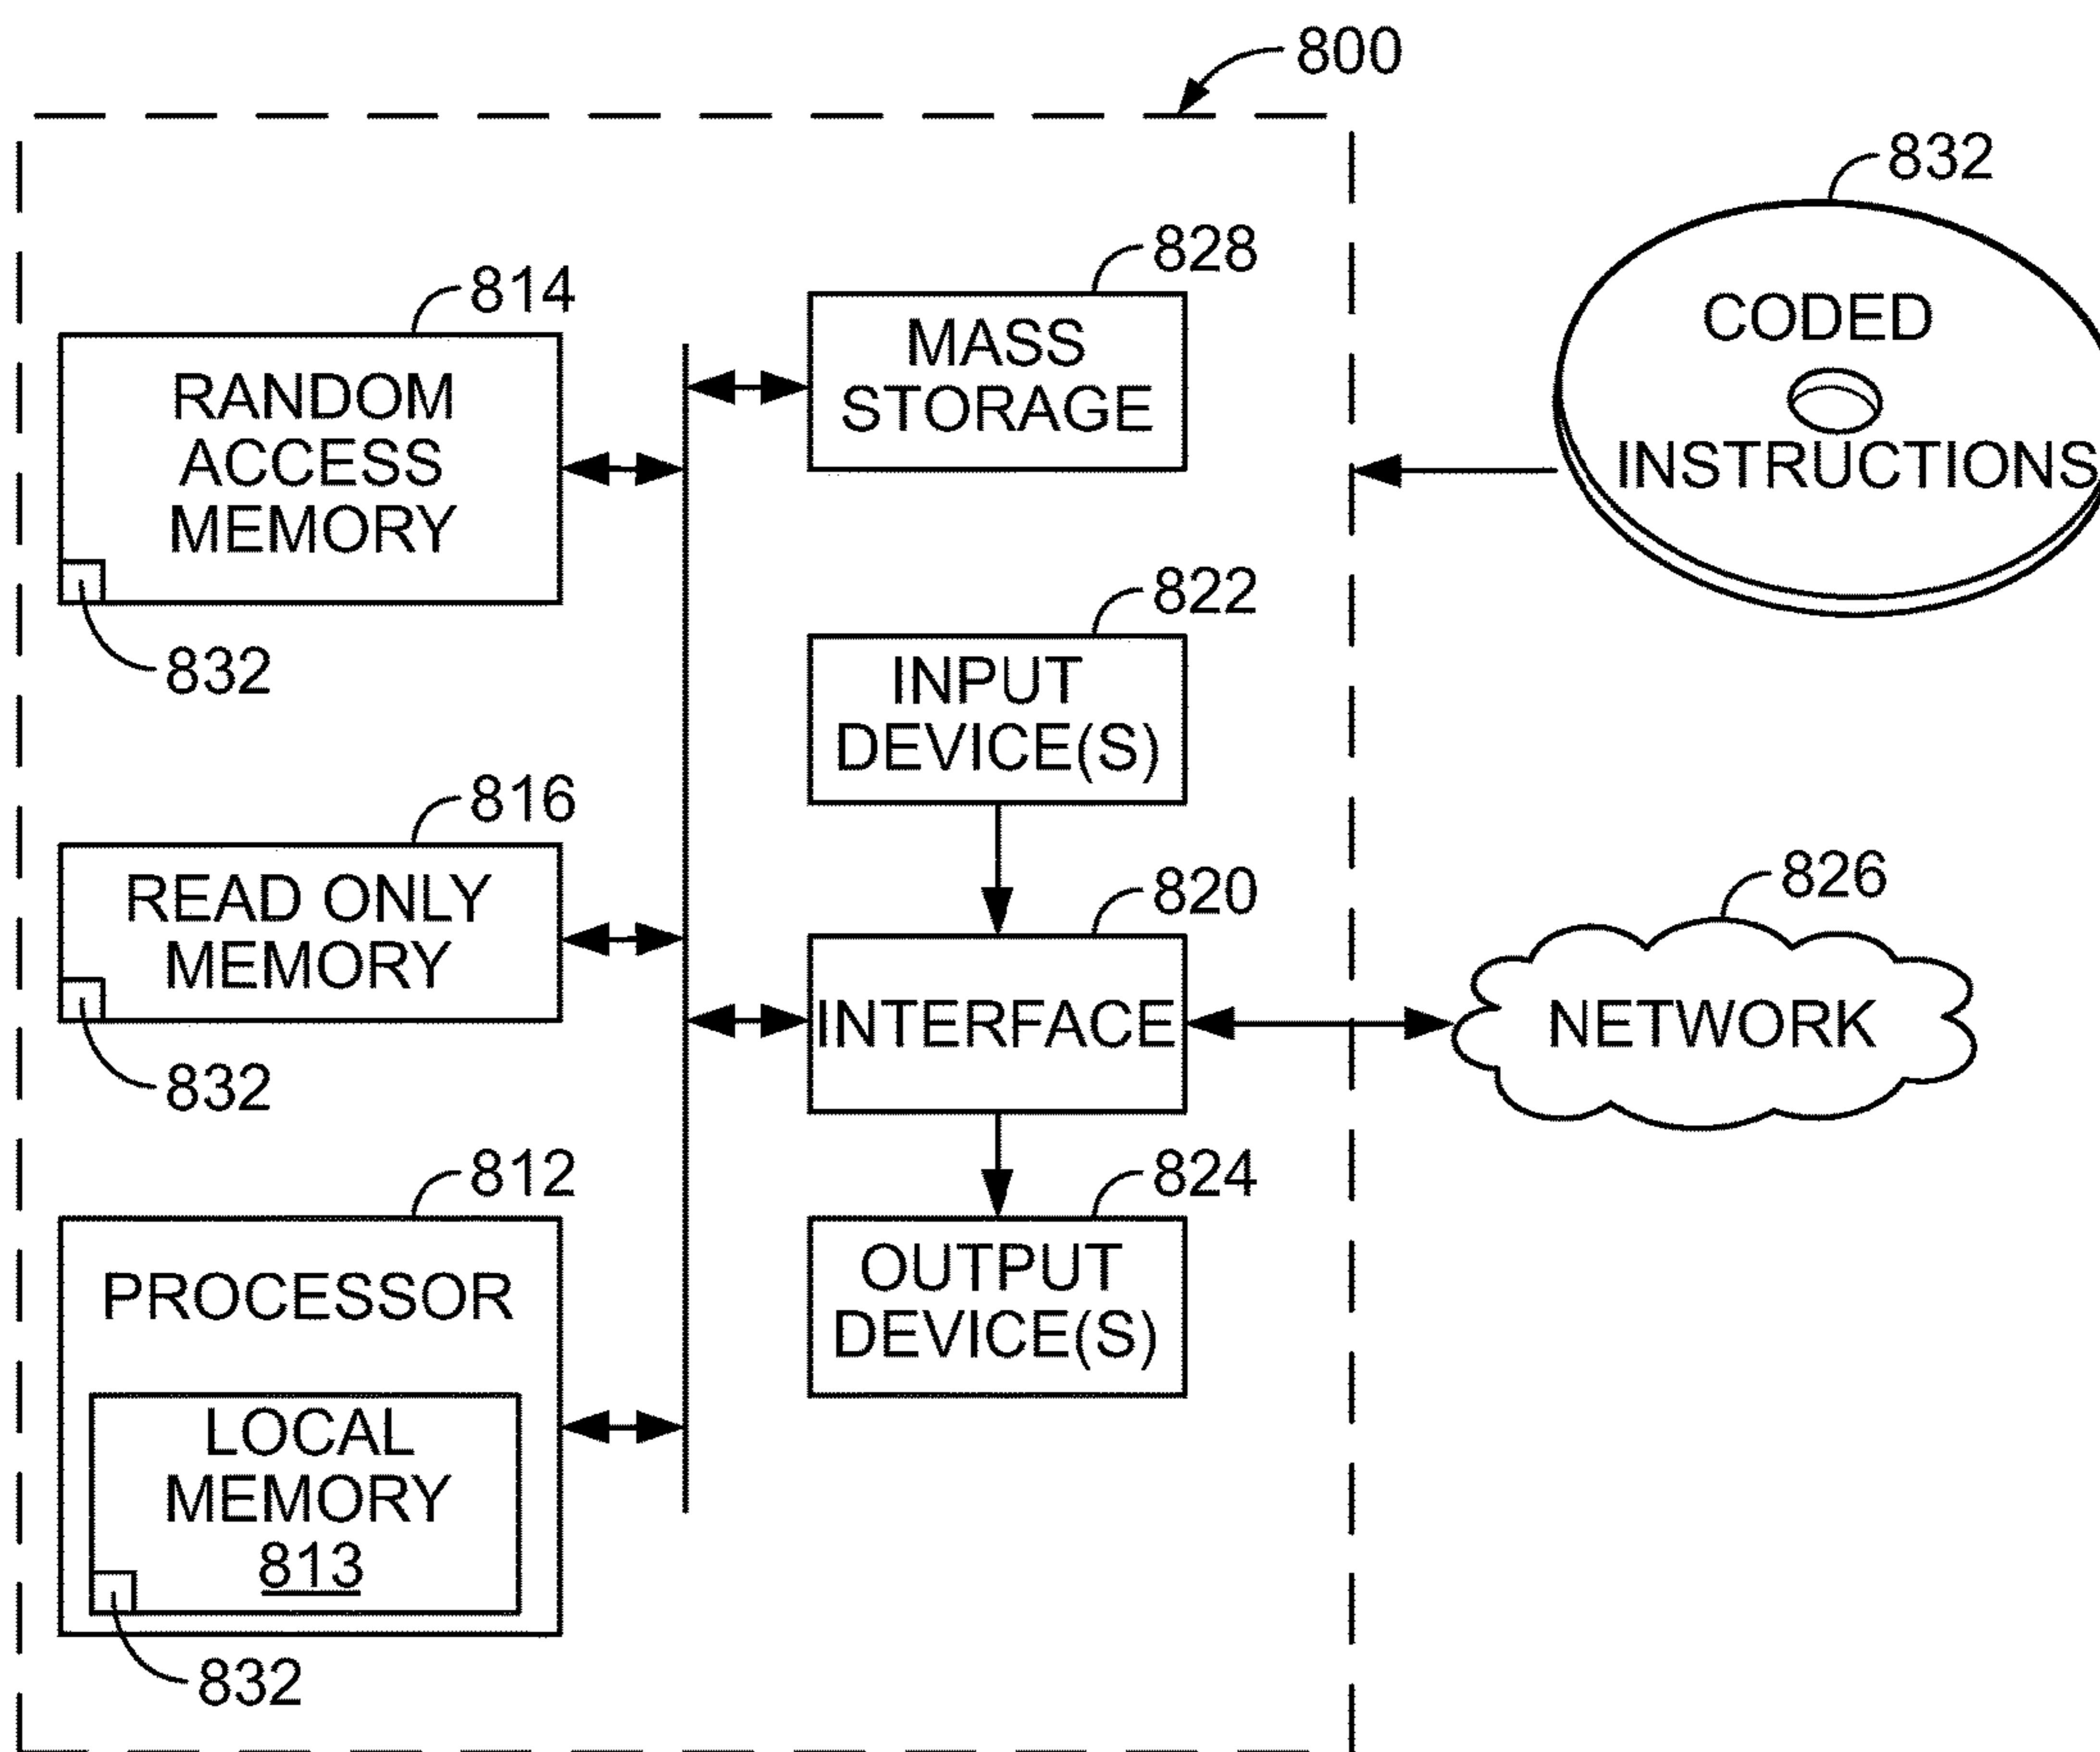 800
832
828
814
CODED
INSTRUCTIONS
MASS
STORAGE
RANDOM
ACCESS
MEMORY
832
822
INPUT
DEVICE(S)
816
READ ONLY
MEMORY
832
820
INTERFACE
826
NETWORK
812
PROCESSOR
LOCAL
MEMORY
813
832
824
OUTPUT
DEVICE(S)